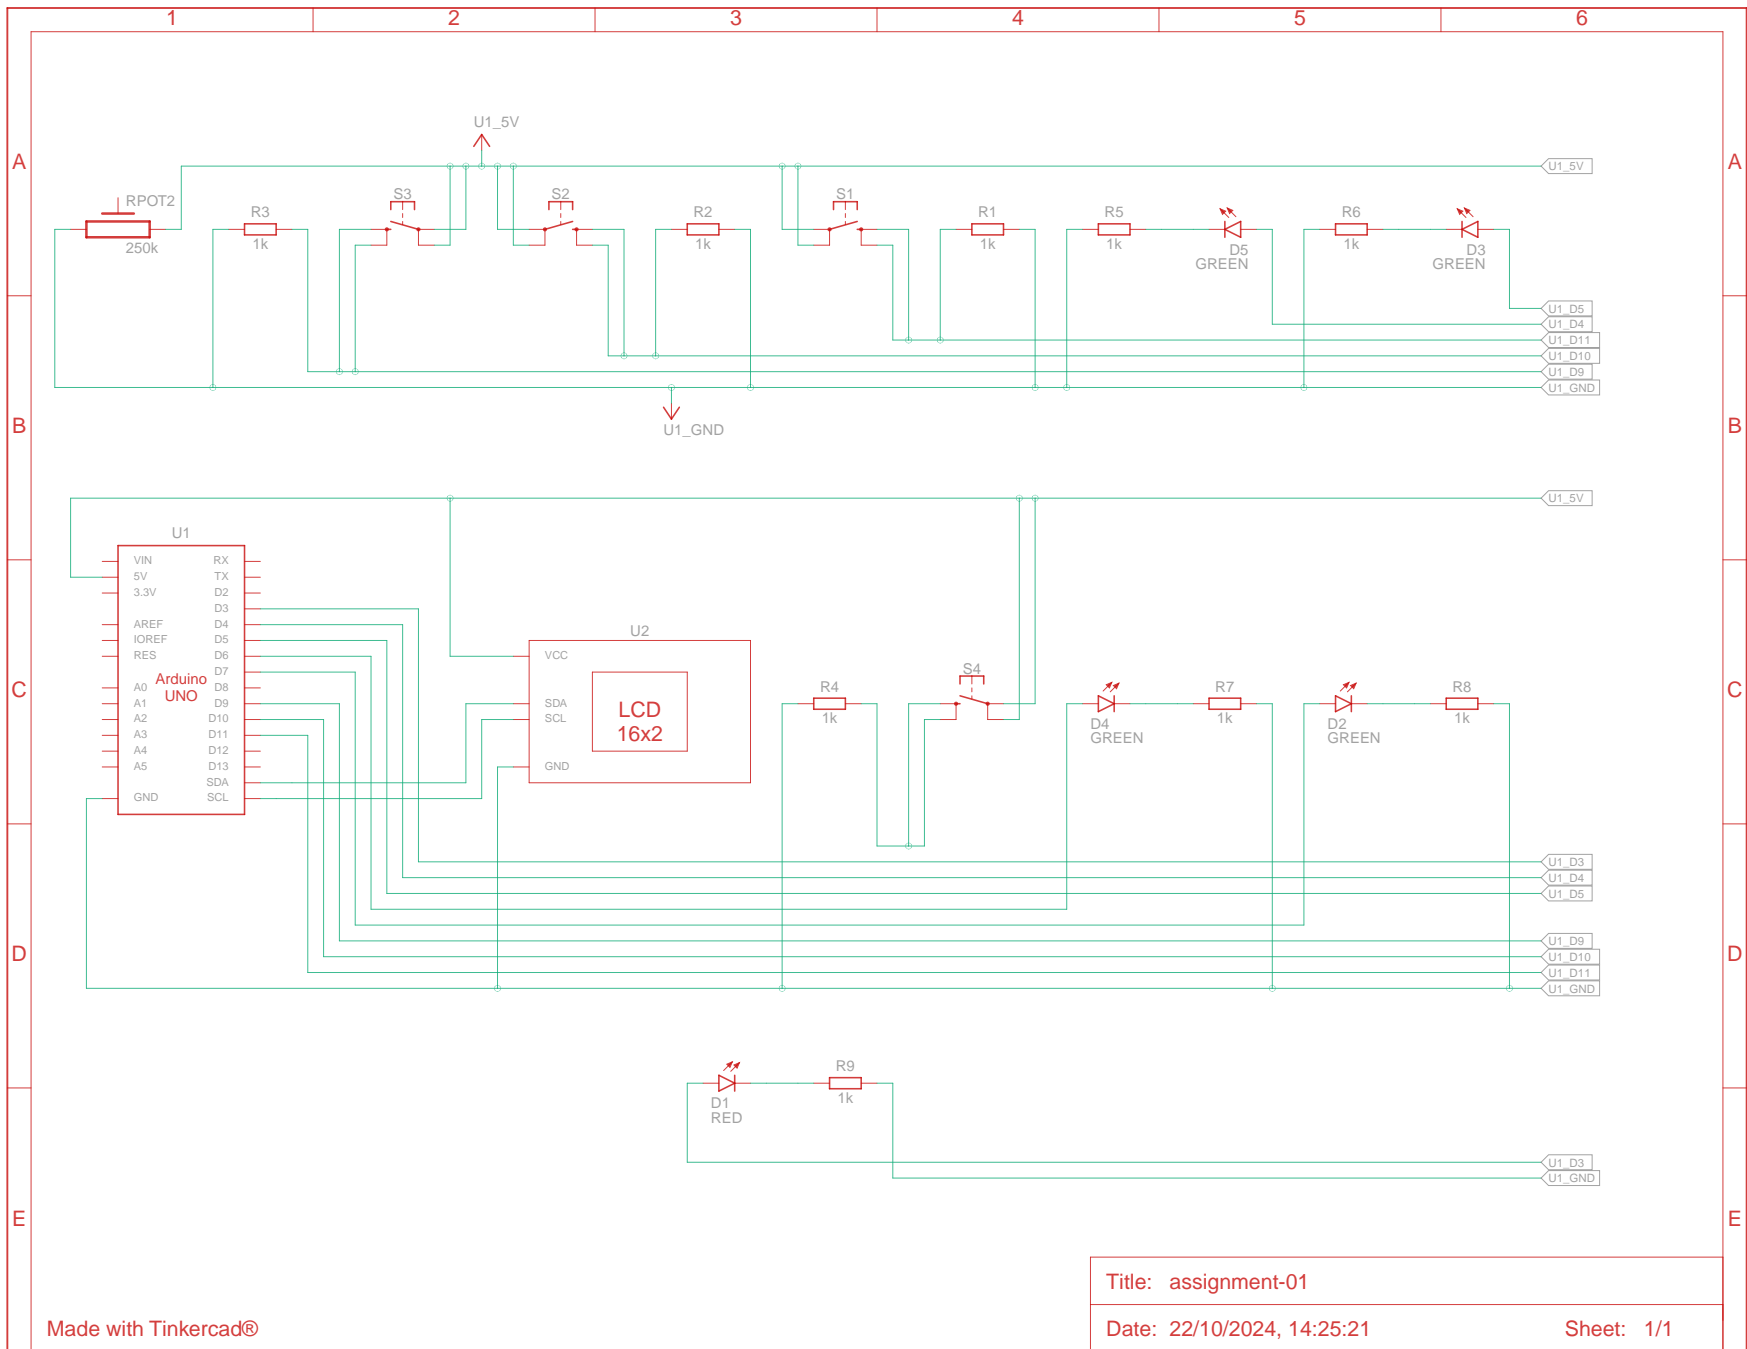 1 2 3 4 5 6
A A
U1_5V
U1_5V
RPOT2
250k
R3
1k
S3
S2
R2
1k
S1
R1
1k
R5
1k
D5
GREEN
R6
1k
D3
GREEN
U1_D5
U1_D4
U1_D11
U1_D10
U1_D9
U1_GND
B B
U1_GND
U1_5V
U1
VIN RX
5V TX
3.3V D2
D3
AREF D4
IOREF D5
RES D6
D7
A0 D8
A1 D9
A2 D10
A3 D11
A4 D12
A5 D13
SDA
GND SCL
Arduino
UNO
U2
VCC
SDA
SCL
GND
LCD
16x2
C C
R4
1k
S4
D4
GREEN
R7
1k
D2
GREEN
R8
1k
U1_D3
U1_D4
U1_D5
U1_D9
U1_D10
U1_D11
U1_GND
D D
D1
RED
R9
1k
U1_D3
U1_GND
E E
Title: assignment-01
Made with Tinkercad®
Date: 22/10/2024, 14:25:21 Sheet: 1/1